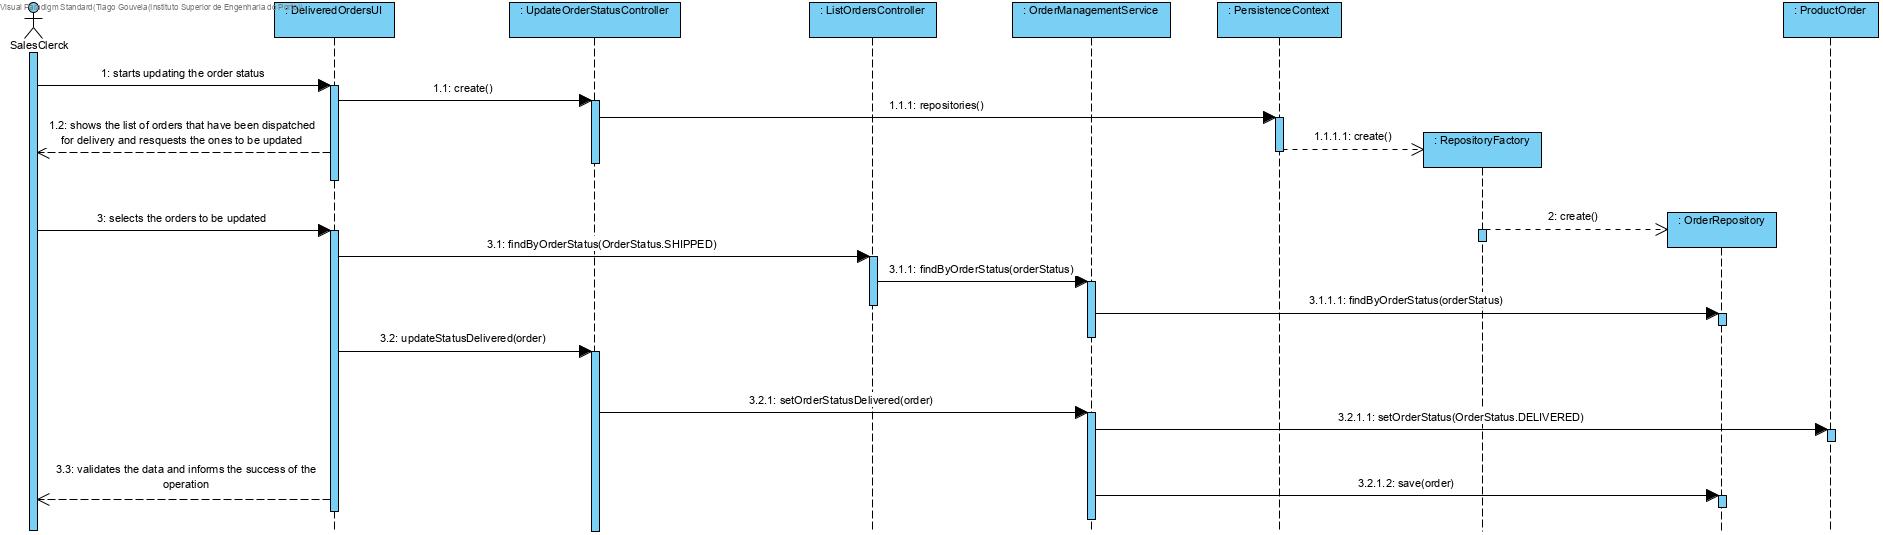 Visual Paradigm Standard(Tiago Gouveia(Instituto Superior de Engenharia do
: DeliveredOrdersUI
: UpdateOrderStatusController
: ListOrdersController
: OrderManagementService
: PersistenceContext
: ProductOrder
SalesClerck
1: starts updating the order status
1.1: create()
1.1.1: repositories()
1.2: shows the list of orders that have been dispatched
for delivery and resquests the ones to be updated
1.1.1.1: create()
: RepositoryFactory
3: selects the orders to be updated
2: create()
: OrderRepository
3.1: findByOrderStatus(OrderStatus.SHIPPED)
3.1.1: findByOrderStatus(orderStatus)
3.1.1.1: findByOrderStatus(orderStatus)
3.2: updateStatusDelivered(order)
3.2.1: setOrderStatusDelivered(order)
3.2.1.1: setOrderStatus(OrderStatus.DELIVERED)
3.3: validates the data and informs the success of the
operation
3.2.1.2: save(order)